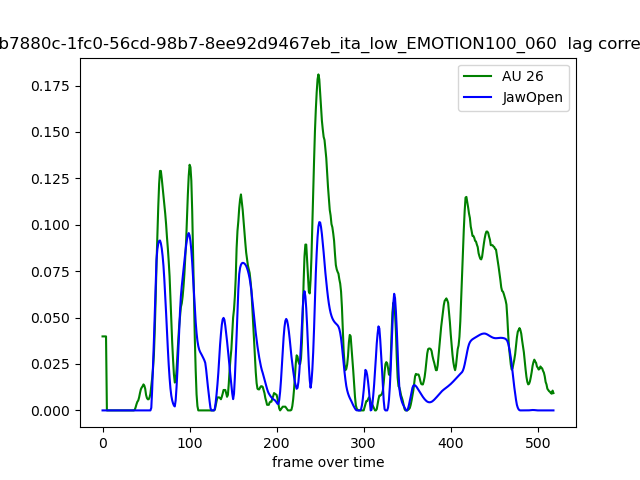 b7880c-1fc0-56cd-98b7-8ee92d9467eb_ita_low_EMOTION100_060 lag corre
AU 26
JawOpen
0.175
0.150
0.125
0.100
0.075
0.050
0.025
0.000
0 100 200 300 400 500
frame over time